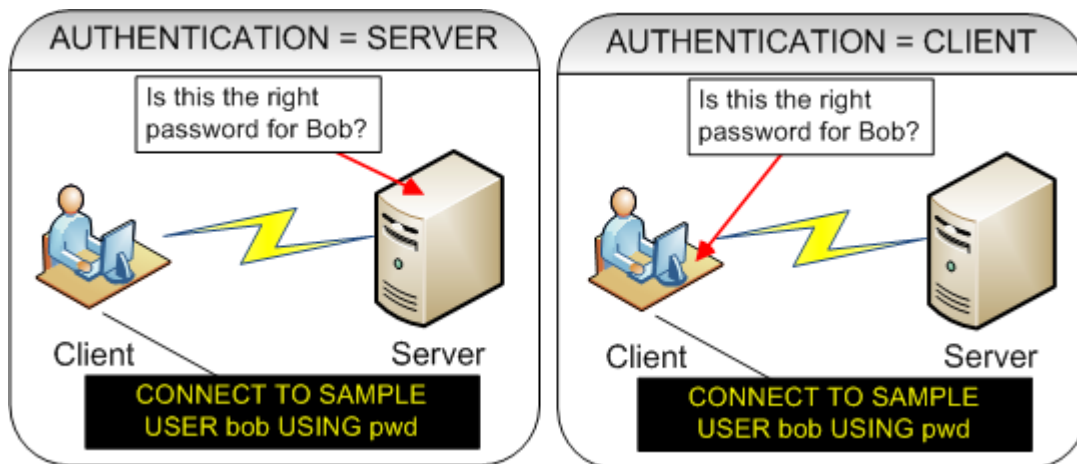 AUTHENTICATION = SERVER
Is this the right
password for Bob?
Client
Server
CONNECT TO SAMPLE
USER bob USING pwd
AUTHENTICATION = CLIENT
Is this the right
password for Bob?
Client
Server
CONNECT TO SAMPLE
USER bob USING pwd